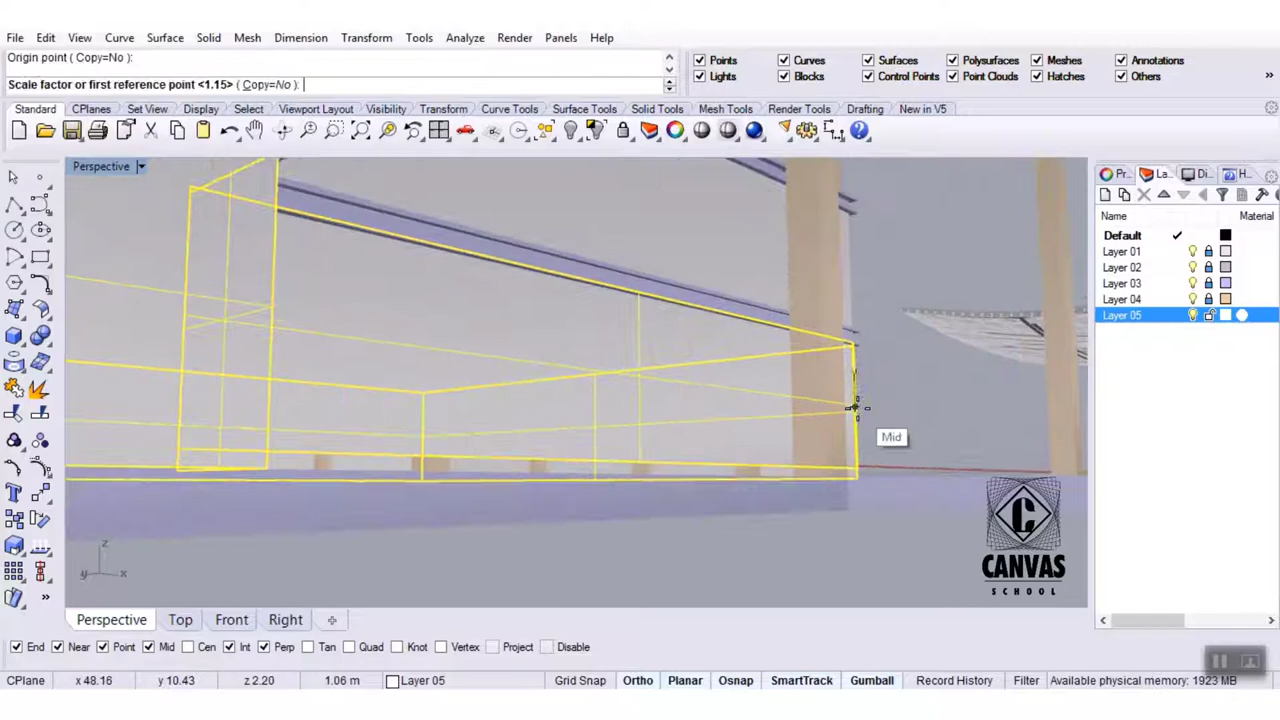 File Edit View Curve Surface Solid Mesh Dimension Transform Tools Analyze Render Panels Help
Origin point ( Copy=No ):
Scale factor or first reference point <1.15> ( Copy=No ):
Points Curves Surfaces Polysurfaces Meshes Annotations
Lights Blocks Control Points Point Clouds Hatches Others
»
Standard CPlanes Set View Display Select Viewport Layout Visibility Transform Curve Tools Surface Tools Solid Tools Mesh Tools Render Tools Drafting New in V5
Perspective
Pr... La... Di... H...
Name Material
Default
Layer 01
Layer 02
Layer 03
Layer 04
Layer 05
Mid
C
CANVAS
SCHOOL
z
y x
Perspective Top Front Right
End Near Point Mid Cen Int Perp Tan Quad Knot Vertex Project Disable
CPlane x 48.16 y 10.43 z 2.20 1.06 m Layer 05 Grid Snap Ortho Planar Osnap SmartTrack Gumball Record History Filter Available physical memory: 1923 MB